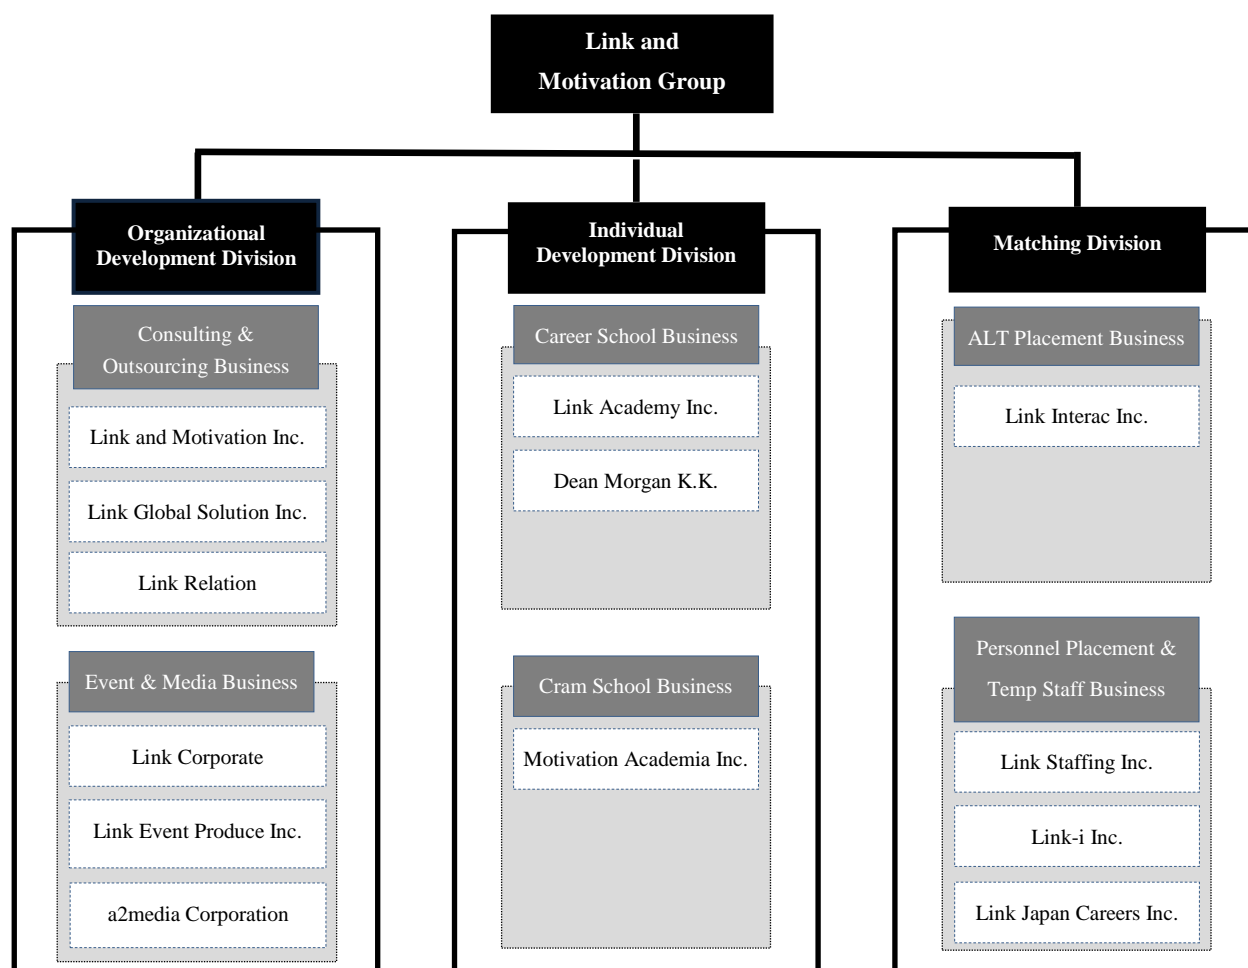 Link and
Motivation Group
Organizational
Development Division
Consulting &
Outsourcing Business
Link and Motivation Inc.
Link Global Solution Inc.
Link Relation
Event & Media Business
Link Corporate
Link Event Produce Inc.
a2media Corporation
Individual
Development Division
Career School Business
Link Academy Inc.
Dean Morgan K.K.
Cram School Business
Motivation Academia Inc.
Matching Division
ALT Placement Business
Link Interac Inc.
Personnel Placement &
Temp Staff Business
Link Staffing Inc.
Link-i Inc.
Link Japan Careers Inc.